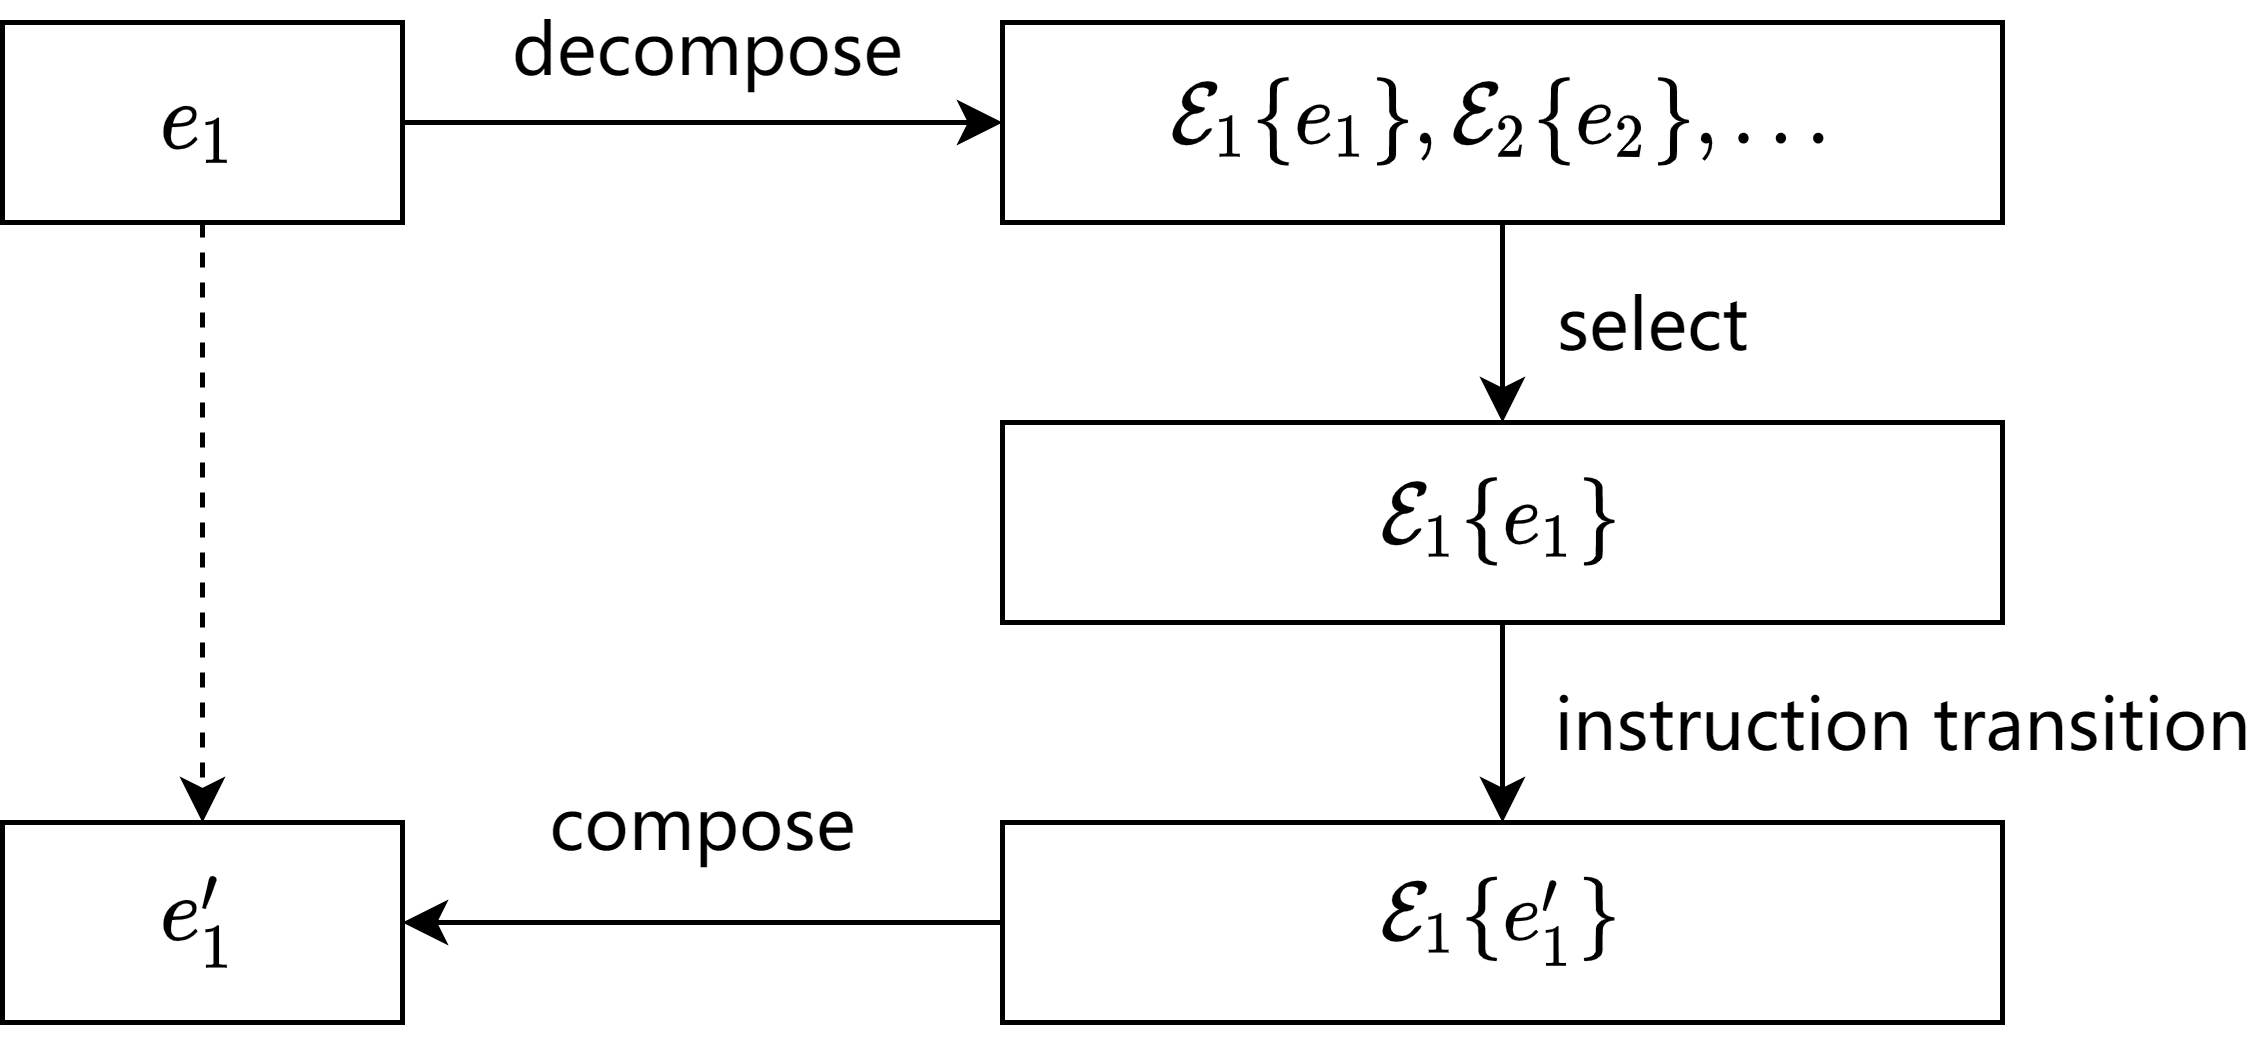 decompose
e₁
ℰ₁{e₁}, ℰ₂{e₂}, …
select
ℰ₁{e₁}
instruction transition
compose
e′₁
ℰ₁{e′₁}